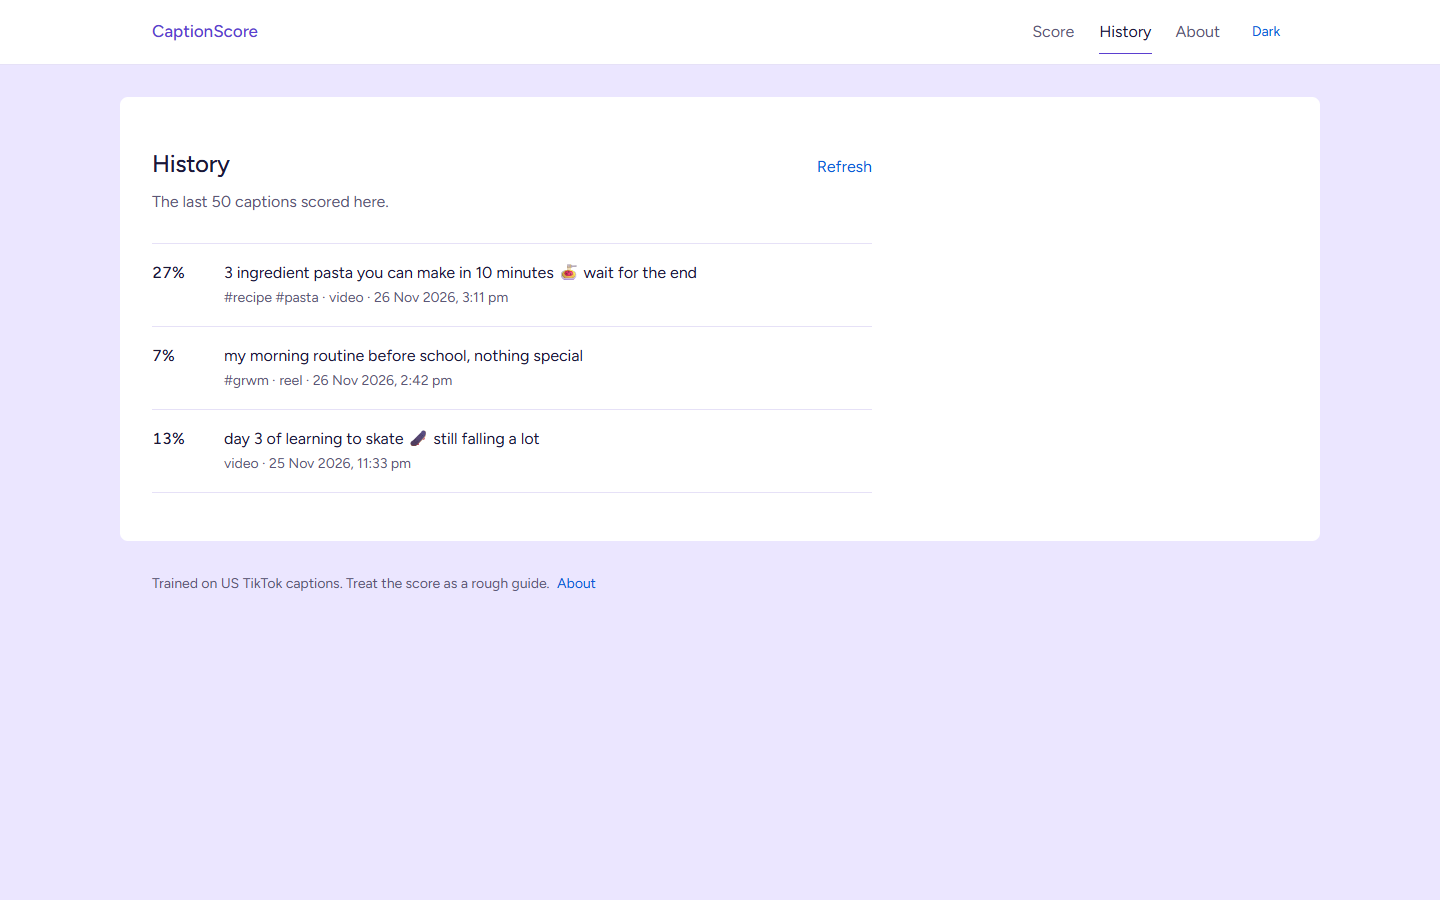 CaptionScore
Score History About Dark
History
Refresh
The last 50 captions scored here.
27% 3 ingredient pasta you can make in 10 minutes 🍝 wait for the end
#recipe #pasta · video · 26 Nov 2026, 3:11 pm
7% my morning routine before school, nothing special
#grwm · reel · 26 Nov 2026, 2:42 pm
13% day 3 of learning to skate 🛹 still falling a lot
video · 25 Nov 2026, 11:33 pm
Trained on US TikTok captions. Treat the score as a rough guide. About